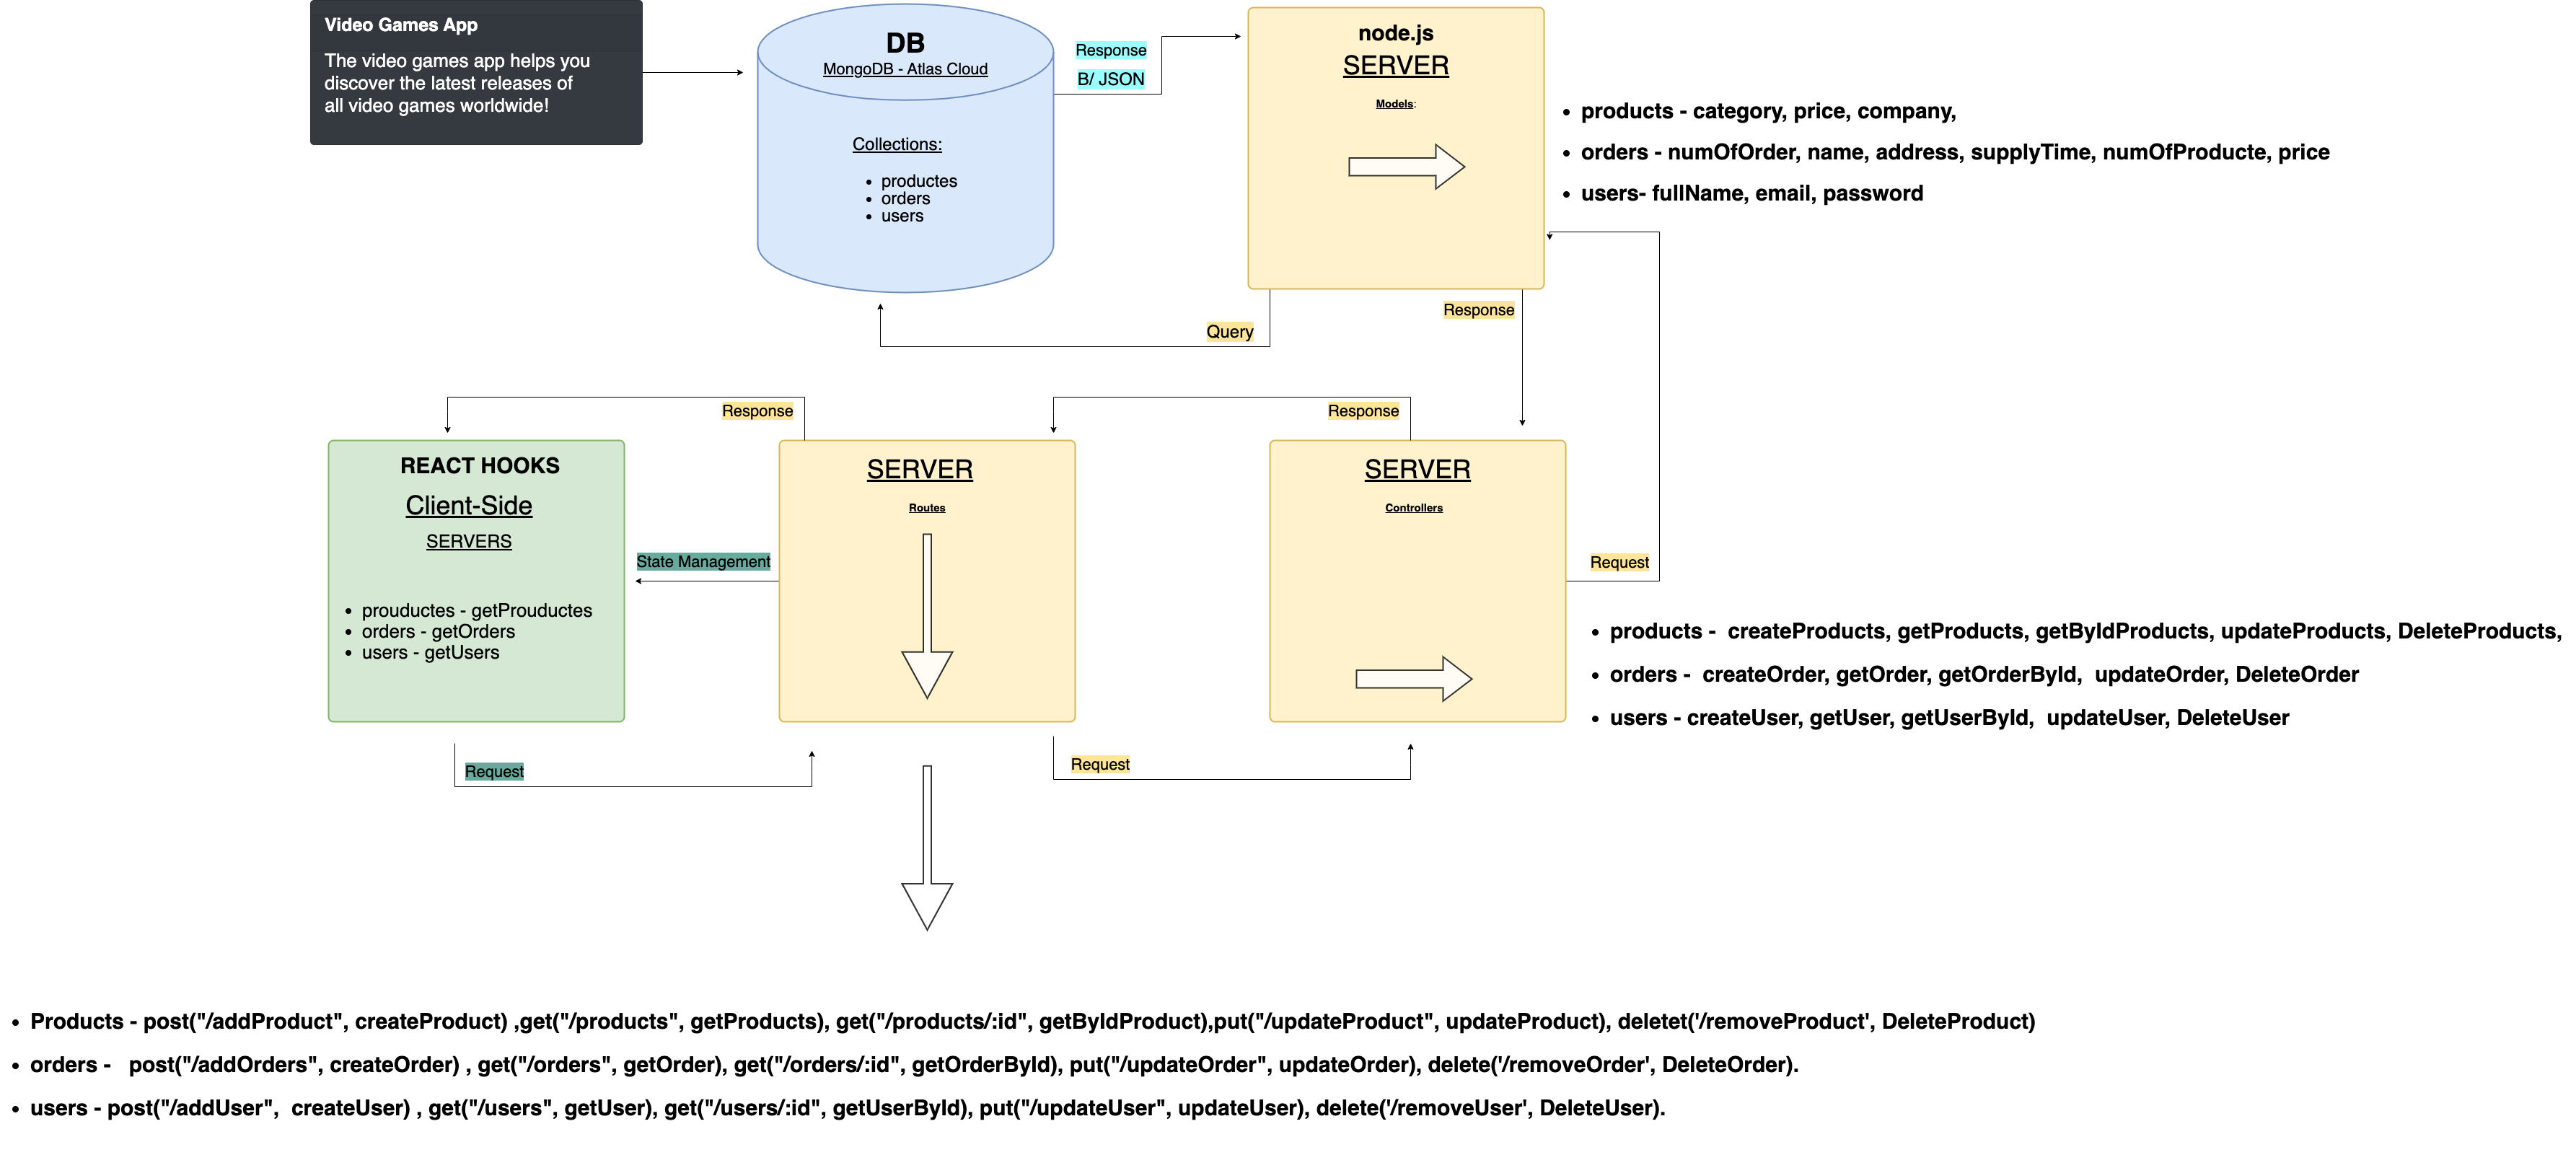 Video Games App
The video games app helps you
discover the latest releases of
all video games worldwide!
DB
MongoDB - Atlas Cloud
Collections:
• productes
• orders
• users
Response
B/ JSON
node.js
SERVER
Models:
• products - category, price, company,
• orders - numOfOrder, name, address, supplyTime, numOfProducte, price
• users- fullName, email, password
Query
Response
Response
Response
REACT HOOKS
Client-Side
SERVERS
• prouductes - getProuductes
• orders - getOrders
• users - getUsers
State Management
SERVER
Routes
SERVER
Controllers
Request
• products -  createProducts, getProducts, getByIdProducts, updateProducts, DeleteProducts,
• orders -  createOrder, getOrder, getOrderById,  updateOrder, DeleteOrder
• users - createUser, getUser, getUserById,  updateUser, DeleteUser
Request
Request
• Products - post("/addProduct", createProduct) ,get("/products", getProducts), get("/products/:id", getByIdProduct),put("/updateProduct", updateProduct), deletet('/removeProduct', DeleteProduct)
• orders -   post("/addOrders", createOrder) , get("/orders", getOrder), get("/orders/:id", getOrderById), put("/updateOrder", updateOrder), delete('/removeOrder', DeleteOrder).
• users - post("/addUser",  createUser) , get("/users", getUser), get("/users/:id", getUserById), put("/updateUser", updateUser), delete('/removeUser', DeleteUser).